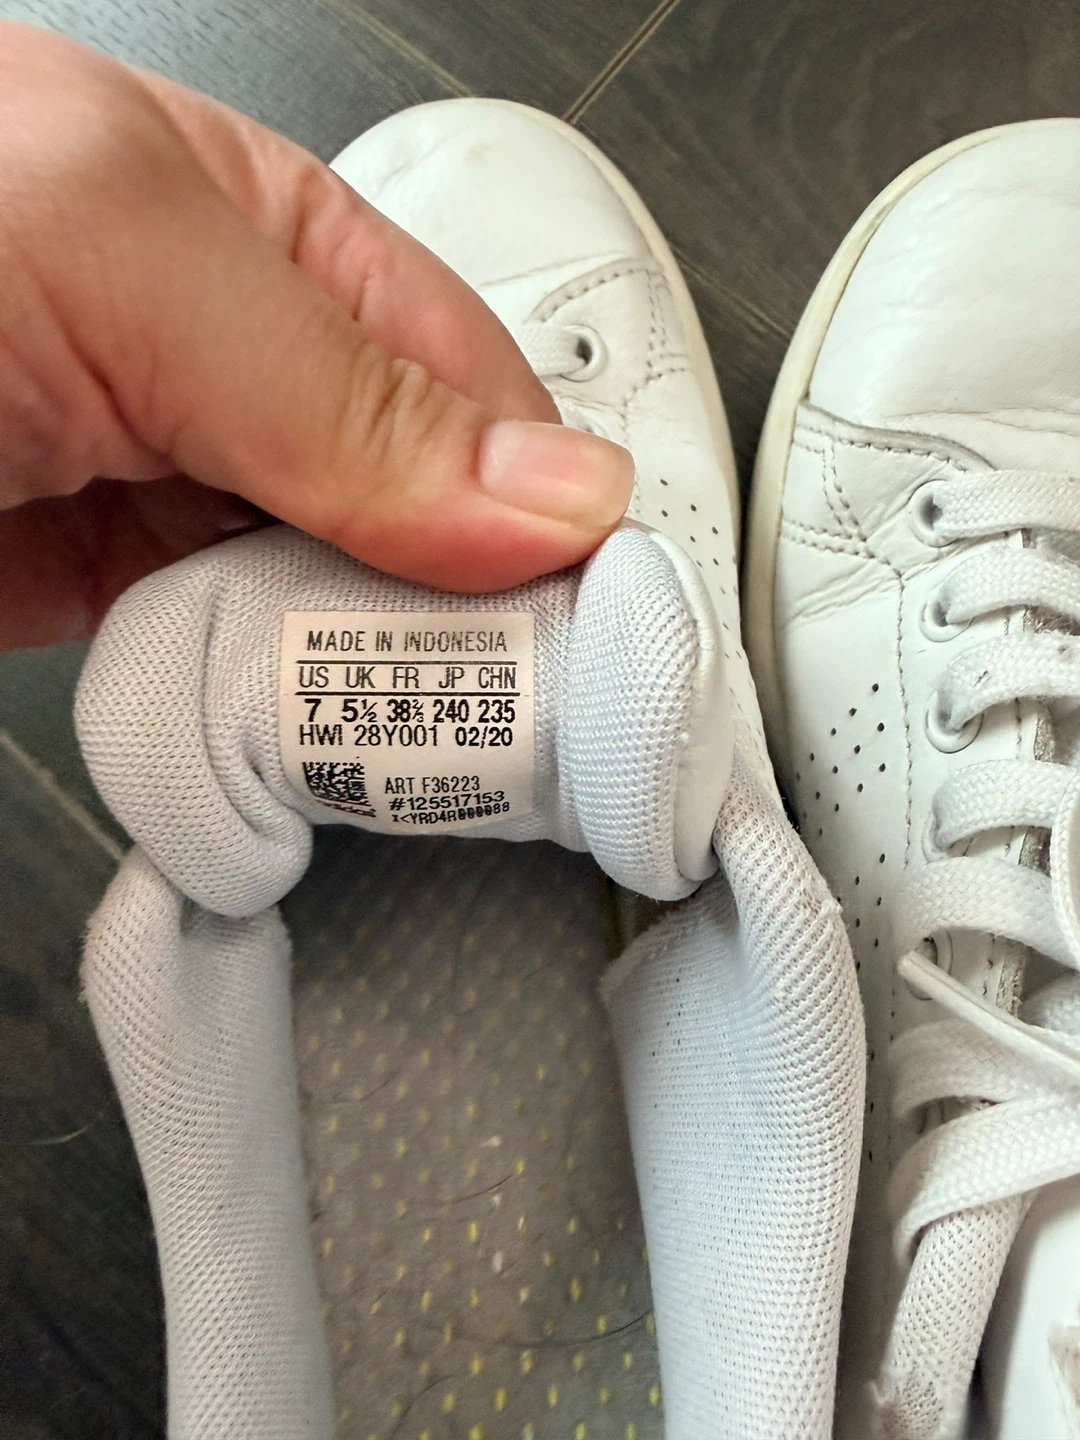 MADE IN INDONESIA
US UK FR JP CHN
7 5½ 38⅔ 240 235
HWI 28Y001 02/20
ART F36223
#125517153